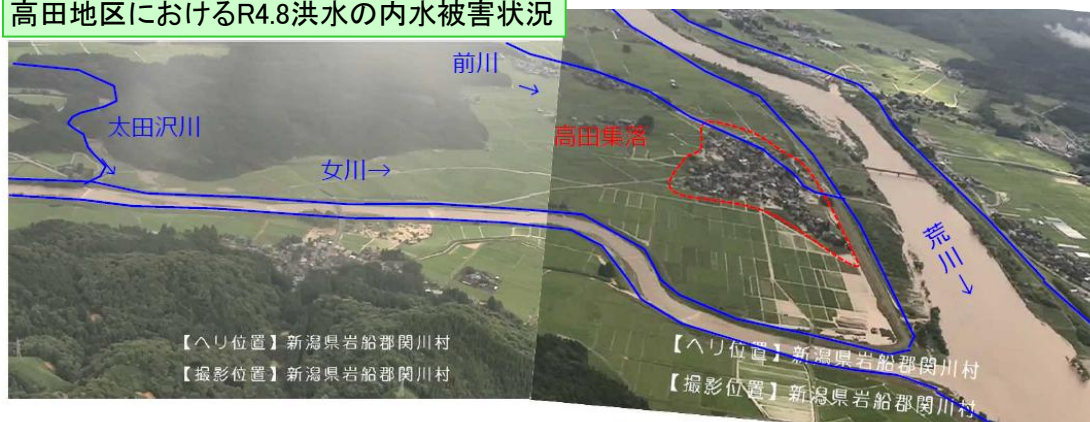 高田地区におけるR4.8洪水の内水被害状況
前川
→
太田沢川
女川→
高田集落
荒川
→
【ヘリ位置】新潟県岩船郡関川村
【撮影位置】新潟県岩船郡関川村
【ヘリ位置】新潟県岩船郡関川村
【撮影位置】新潟県岩船郡関川村